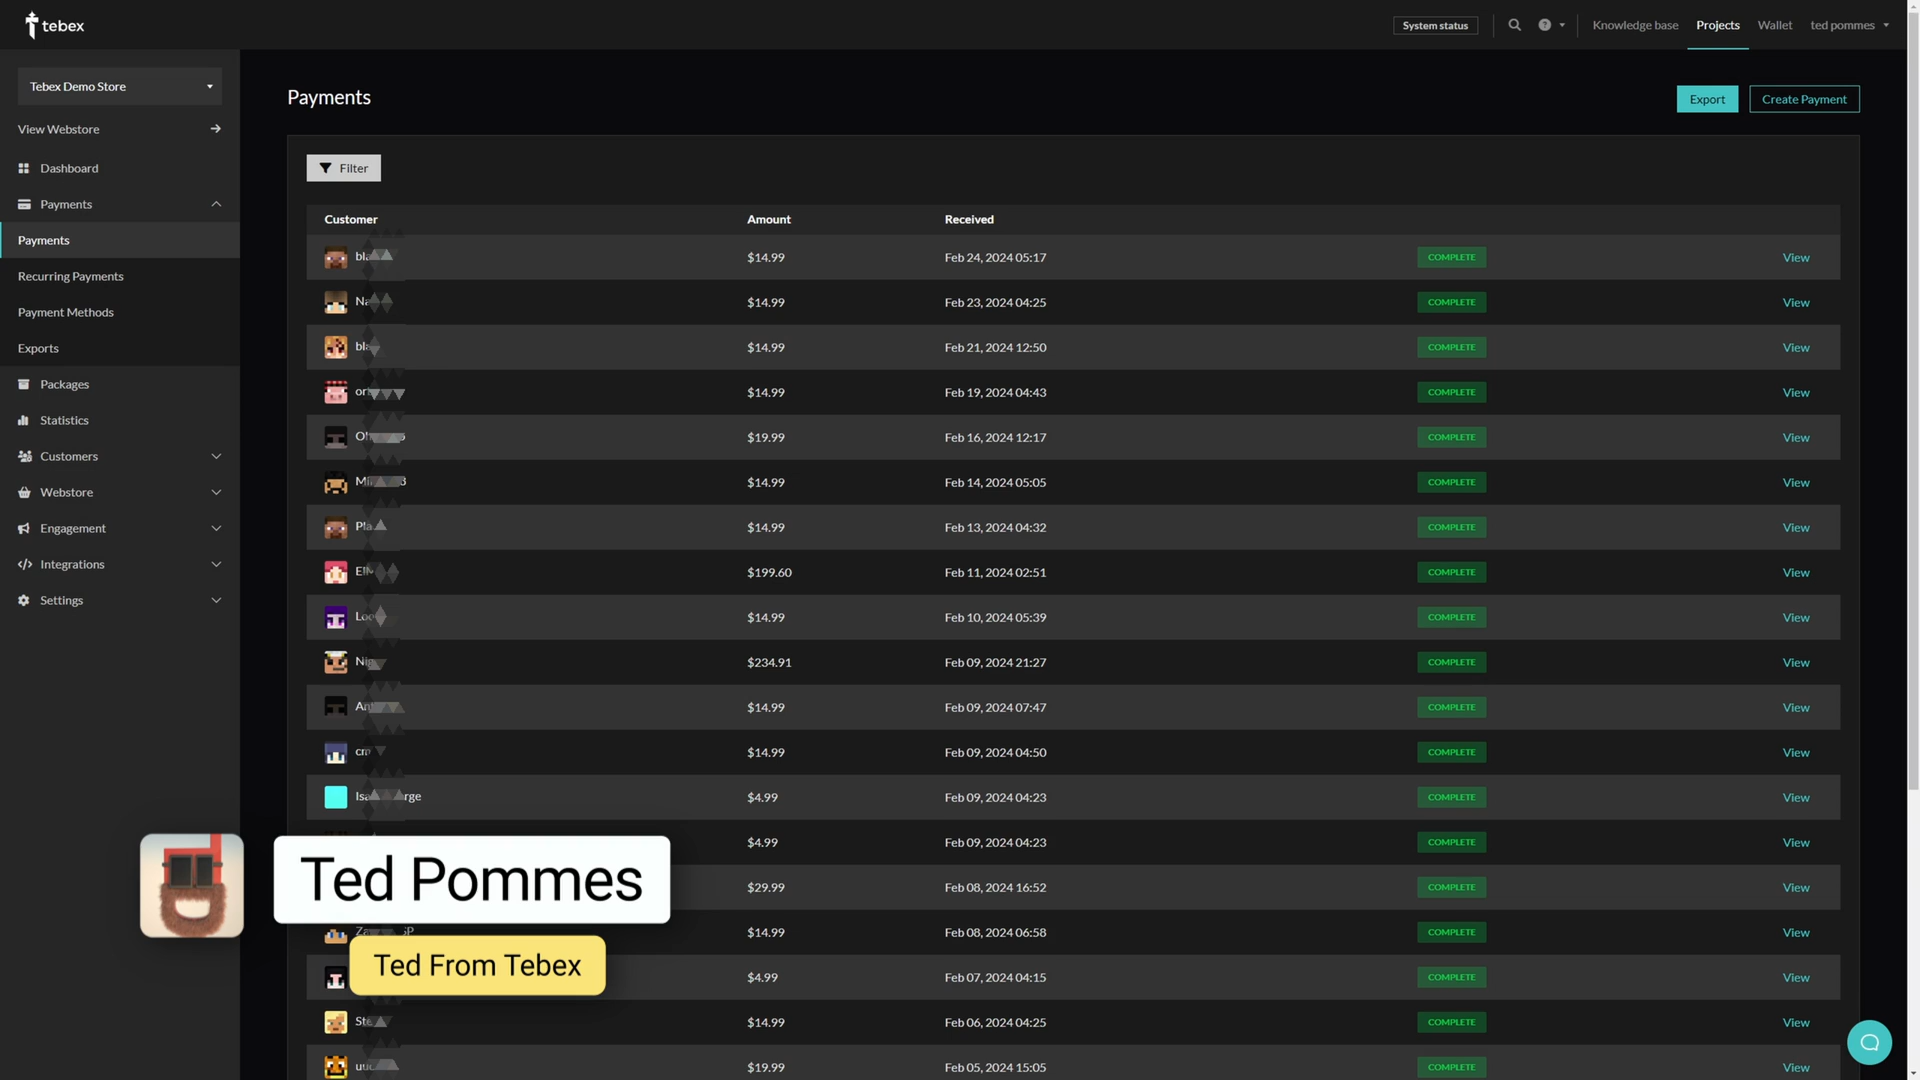 tebex
System status
Knowledge base
Projects
Wallet
ted pommes
Tebex Demo Store
View Webstore
Dashboard
Payments
Payments
Recurring Payments
Payment Methods
Exports
Packages
Statistics
Customers
Webstore
Engagement
Integrations
Settings
Payments
Export
Create Payment
Filter
Customer Amount Received
$14.99 Feb 24, 2024 05:17 COMPLETE View
$14.99 Feb 23, 2024 04:25 COMPLETE View
$14.99 Feb 21, 2024 12:50 COMPLETE View
$14.99 Feb 19, 2024 04:43 COMPLETE View
$19.99 Feb 16, 2024 12:17 COMPLETE View
$14.99 Feb 14, 2024 05:05 COMPLETE View
$14.99 Feb 13, 2024 04:32 COMPLETE View
$199.60 Feb 11, 2024 02:51 COMPLETE View
$14.99 Feb 10, 2024 05:39 COMPLETE View
$234.91 Feb 09, 2024 21:27 COMPLETE View
$14.99 Feb 09, 2024 07:47 COMPLETE View
$14.99 Feb 09, 2024 04:50 COMPLETE View
$4.99 Feb 09, 2024 04:23 COMPLETE View
$4.99 Feb 09, 2024 04:23 COMPLETE View
$29.99 Feb 08, 2024 16:52 COMPLETE View
$14.99 Feb 08, 2024 06:58 COMPLETE View
$4.99 Feb 07, 2024 04:15 COMPLETE View
$14.99 Feb 06, 2024 04:25 COMPLETE View
$19.99 Feb 05, 2024 15:05 COMPLETE View
Ted Pommes
Ted From Tebex